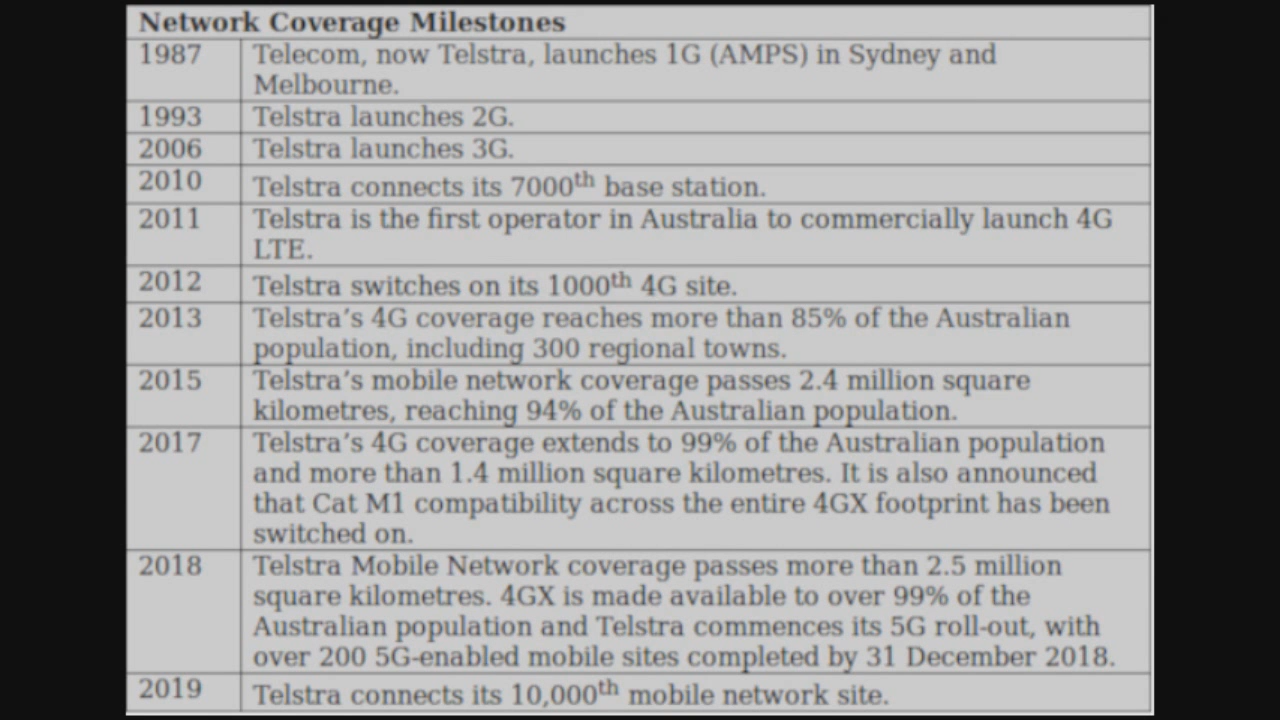 Network Coverage Milestones
1987 Telecom, now Telstra, launches 1G (AMPS) in Sydney and
Melbourne.
1993 Telstra launches 2G.
2006 Telstra launches 3G.
2010 Telstra connects its 7000th base station.
2011 Telstra is the first operator in Australia to commercially launch 4G
LTE.
2012 Telstra switches on its 1000th 4G site.
2013 Telstra’s 4G coverage reaches more than 85% of the Australian
population, including 300 regional towns.
2015 Telstra’s mobile network coverage passes 2.4 million square
kilometres, reaching 94% of the Australian population.
2017 Telstra’s 4G coverage extends to 99% of the Australian population
and more than 1.4 million square kilometres. It is also announced
that Cat M1 compatibility across the entire 4GX footprint has been
switched on.
2018 Telstra Mobile Network coverage passes more than 2.5 million
square kilometres. 4GX is made available to over 99% of the
Australian population and Telstra commences its 5G roll-out, with
over 200 5G-enabled mobile sites completed by 31 December 2018.
2019 Telstra connects its 10,000th mobile network site.